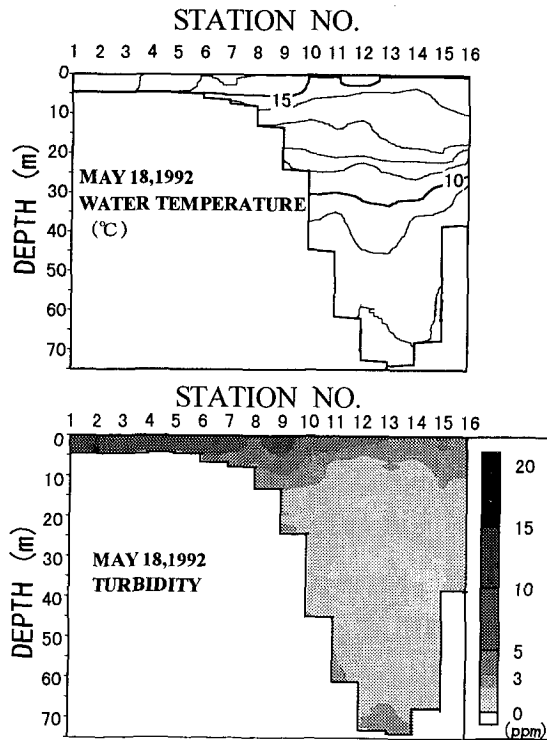 STATION NO.
1 2 3 4 5 6 7 8 9 10 11 12 13 14 15 16
0
10
20
30
40
50
60
70
DEPTH (m)
15
10
MAY 18,1992
WATER TEMPERATURE
(℃)
STATION NO.
1 2 3 4 5 6 7 8 9 10 11 12 13 14 15 16
0
10
20
30
40
50
60
70
DEPTH (m)
MAY 18,1992
TURBIDITY
20
15
10
5
3
0
(ppm)